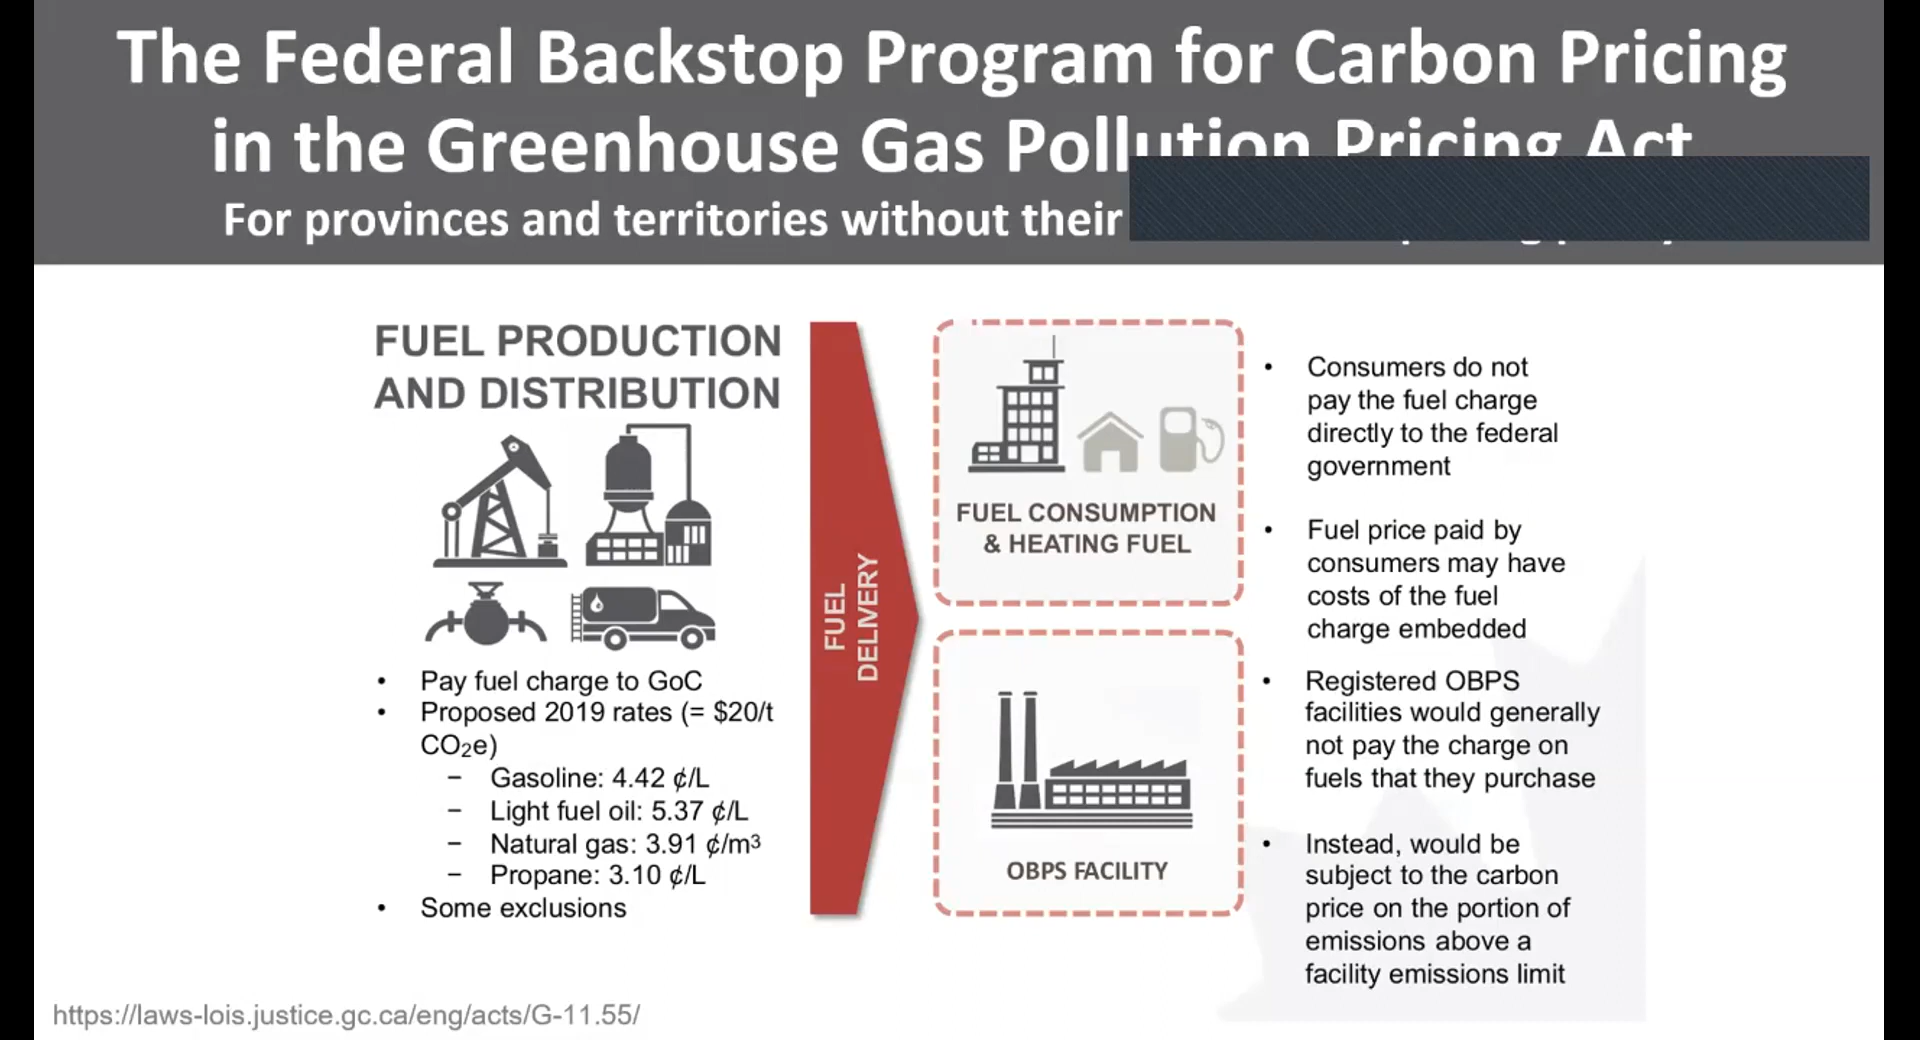 The Federal Backstop Program for Carbon Pricing
in the Greenhouse Gas Pollution Pricing Act
For provinces and territories without their
FUEL PRODUCTION
AND DISTRIBUTION
• Pay fuel charge to GoC
• Proposed 2019 rates (= $20/t
CO₂e)
− Gasoline: 4.42 ¢/L
− Light fuel oil: 5.37 ¢/L
− Natural gas: 3.91 ¢/m³
− Propane: 3.10 ¢/L
• Some exclusions
FUEL
DELIVERY
FUEL CONSUMPTION
& HEATING FUEL
OBPS FACILITY
• Consumers do not
pay the fuel charge
directly to the federal
government
• Fuel price paid by
consumers may have
costs of the fuel
charge embedded
• Registered OBPS
facilities would generally
not pay the charge on
fuels that they purchase
• Instead, would be
subject to the carbon
price on the portion of
emissions above a
facility emissions limit
https://laws-lois.justice.gc.ca/eng/acts/G-11.55/